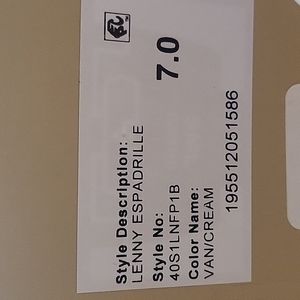 Style Description:
LENNY ESPADRILLE
Style No:
40S1LNFP1B
7.0
Color Name:
VAN/CREAM
195512051586